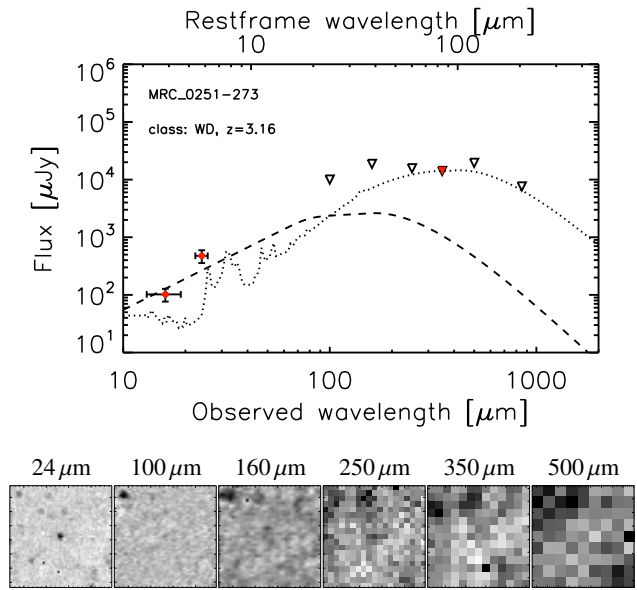 Restframe wavelength [μm]
10 100
MRC_0251-273
class: WD, z=3.16
Flux [μJy]
10^6
10^5
10^4
10^3
10^2
10^1
10 100 1000
Observed wavelength [μm]
24 μm 100 μm 160 μm 250 μm 350 μm 500 μm